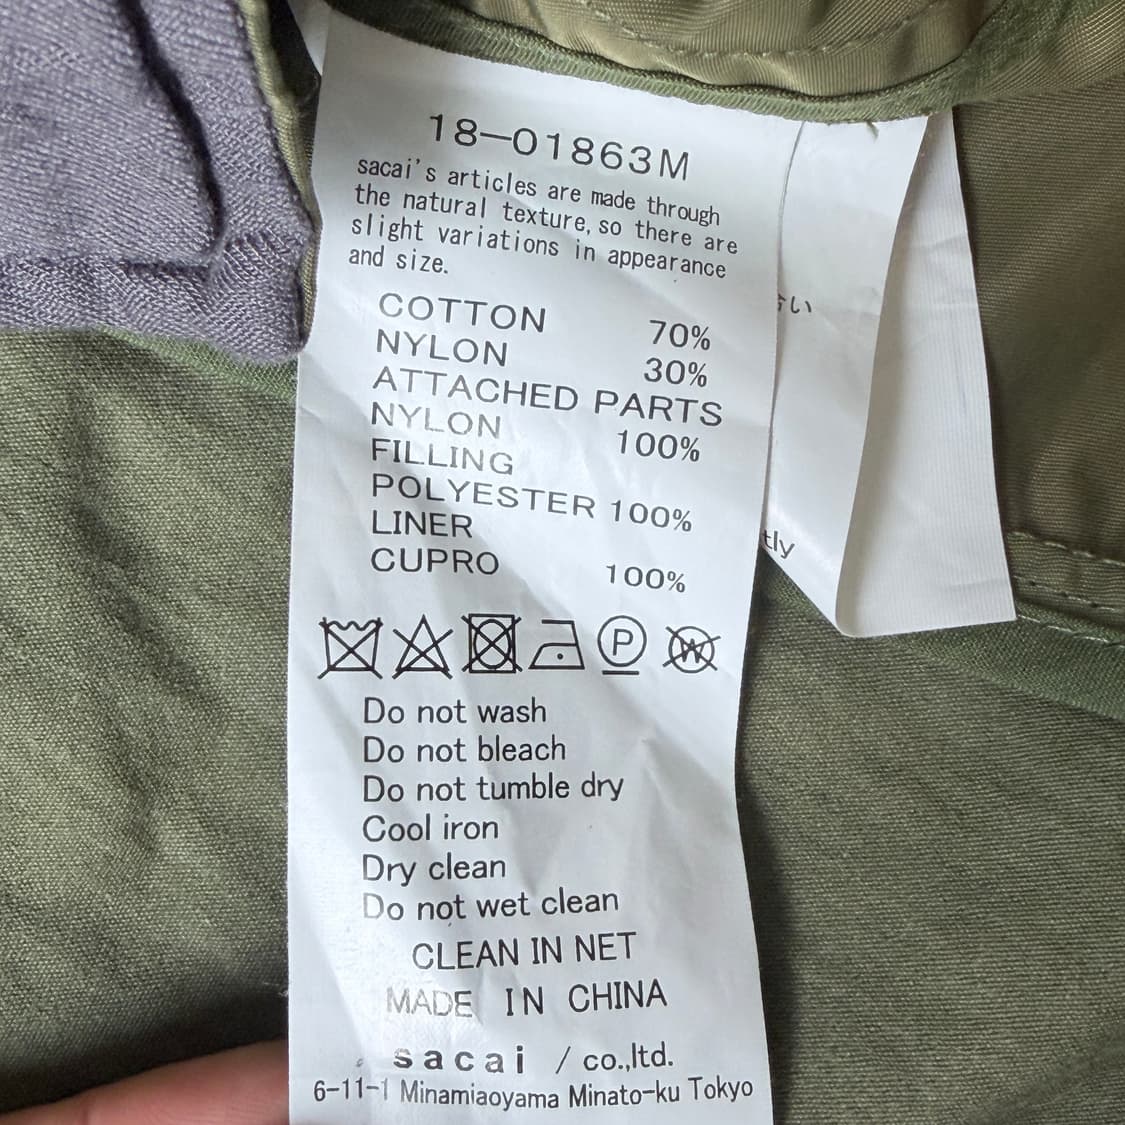 18-01863M
sacai's articles are made through
the natural texture, so there are
slight variations in appearance
and size.
COTTON 70%
NYLON 30%
ATTACHED PARTS
NYLON 100%
FILLING
POLYESTER 100%
LINER
CUPRO 100%
P W
Do not wash
Do not bleach
Do not tumble dry
Cool iron
Dry clean
Do not wet clean
CLEAN IN NET
MADE IN CHINA
sacai / co.,ltd.
6-11-1 Minamiaoyama Minato-ku Tokyo
い
tly